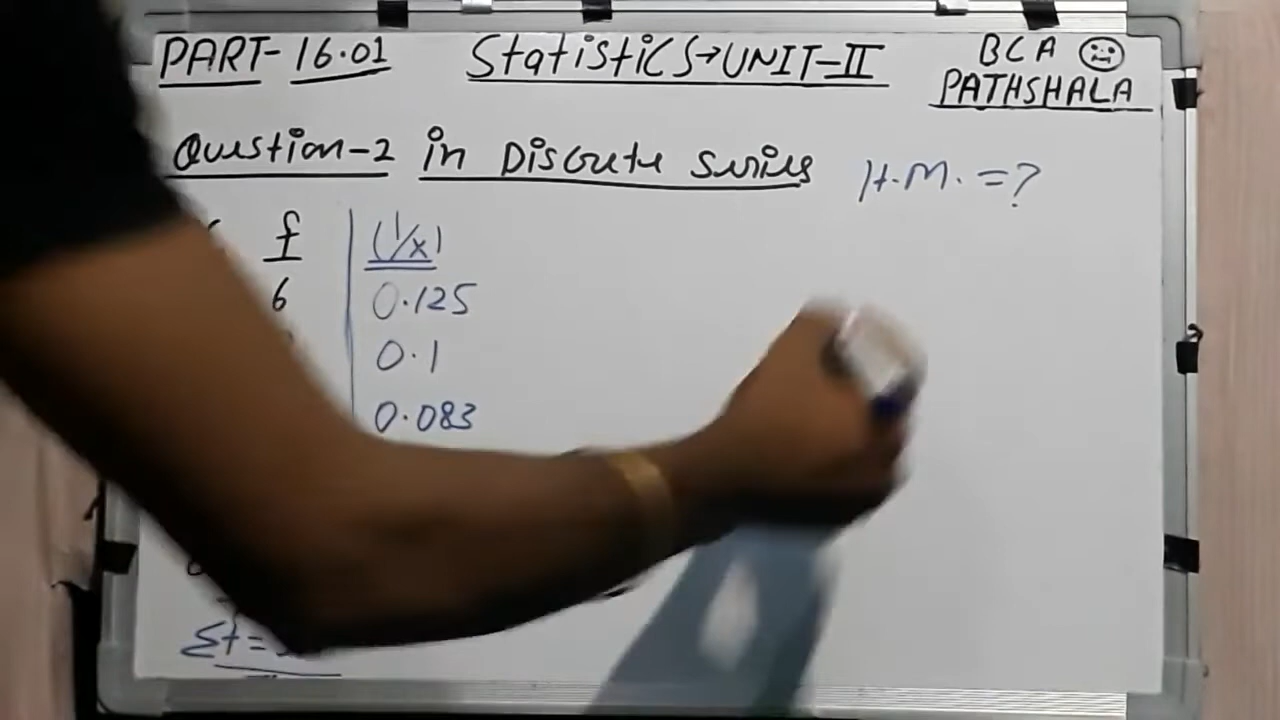 PART-16.01 Statistics→UNIT-II BCA
PATHSHALA
Question-2 in Discrete Series H.M. = ?
f (1/x)
6 0.125
0.1
0.083
Σf =